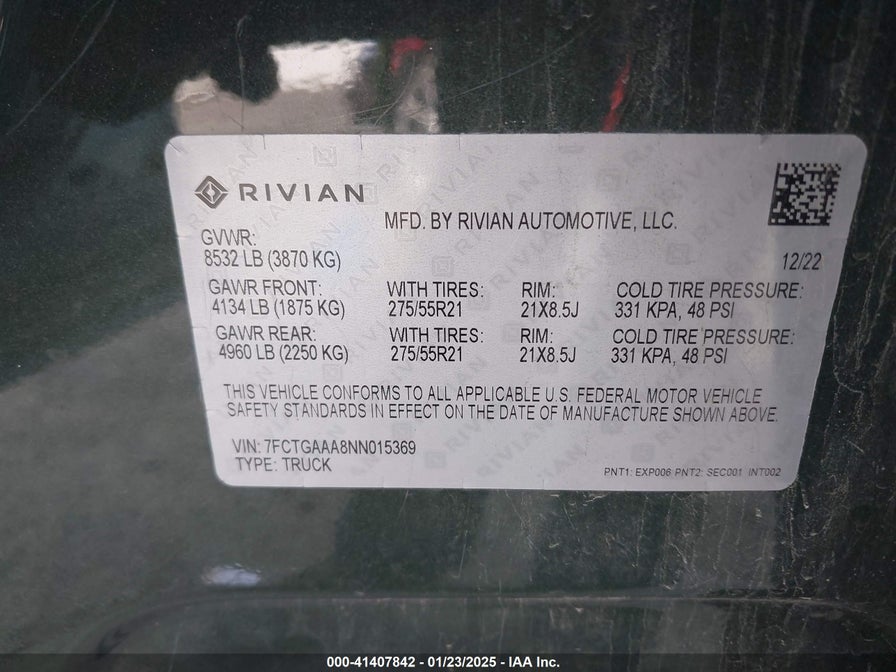 RIVIAN
MFD. BY RIVIAN AUTOMOTIVE, LLC.
GVWR:
8532 LB (3870 KG)
12/22
GAWR FRONT: WITH TIRES: RIM: COLD TIRE PRESSURE:
4134 LB (1875 KG) 275/55R21 21X8.5J 331 KPA, 48 PSI
GAWR REAR: WITH TIRES: RIM: COLD TIRE PRESSURE:
4960 LB (2250 KG) 275/55R21 21X8.5J 331 KPA, 48 PSI
THIS VEHICLE CONFORMS TO ALL APPLICABLE U.S. FEDERAL MOTOR VEHICLE
SAFETY STANDARDS IN EFFECT ON THE DATE OF MANUFACTURE SHOWN ABOVE.
VIN: 7FCTGAAA8NN015369
TYPE: TRUCK
PNT1: EXP006 PNT2: SEC001 INT002
000-41407842 - 01/23/2025 - IAA Inc.